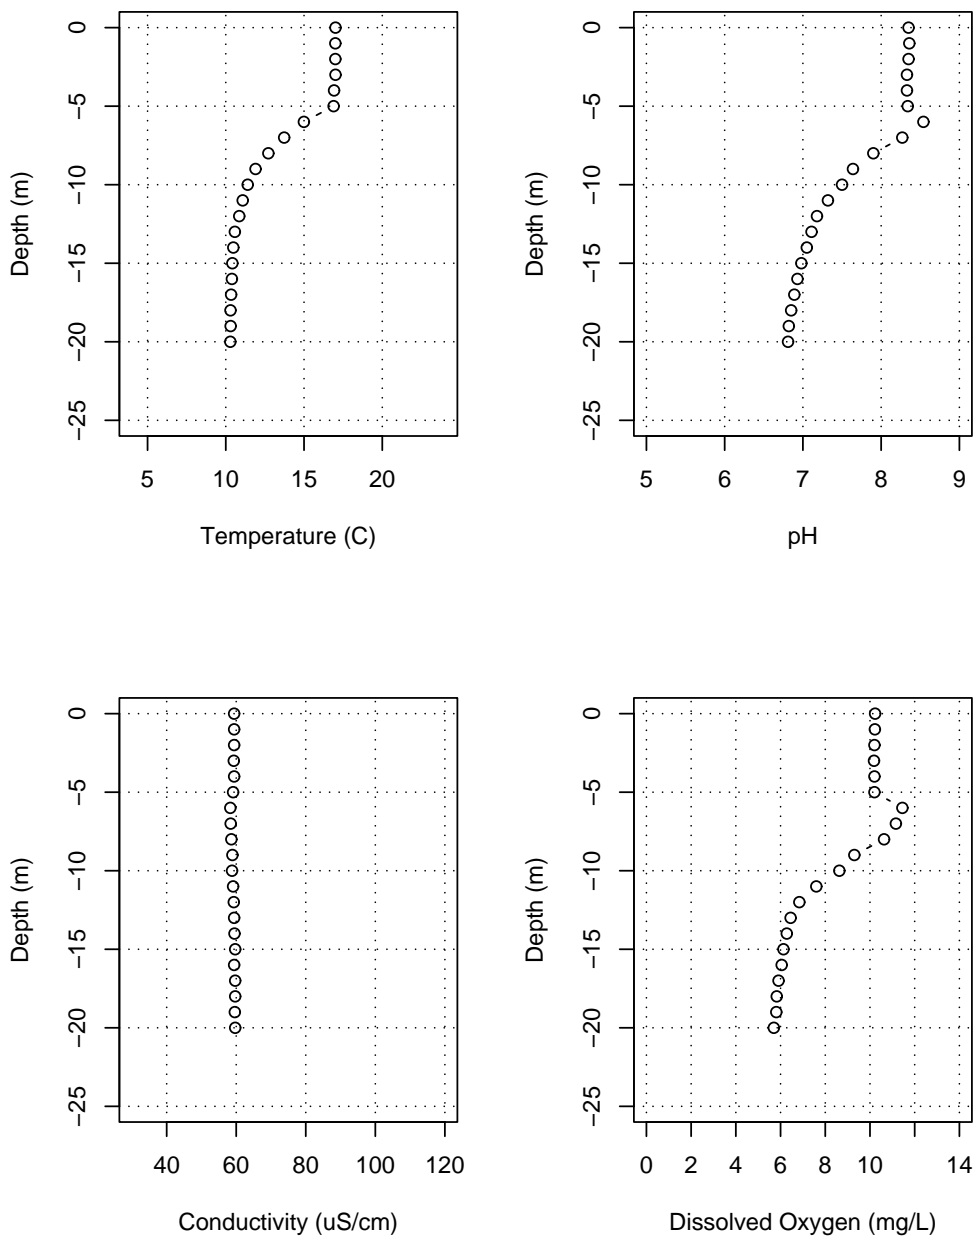 0
−5
−10
−15
−20
−25
Depth (m)
5 10 15 20
Temperature (C)
0
−5
−10
−15
−20
−25
Depth (m)
5 6 7 8 9
pH
0
−5
−10
−15
−20
−25
Depth (m)
40 60 80 100 120
Conductivity (uS/cm)
0
−5
−10
−15
−20
−25
Depth (m)
0 2 4 6 8 10 14
Dissolved Oxygen (mg/L)